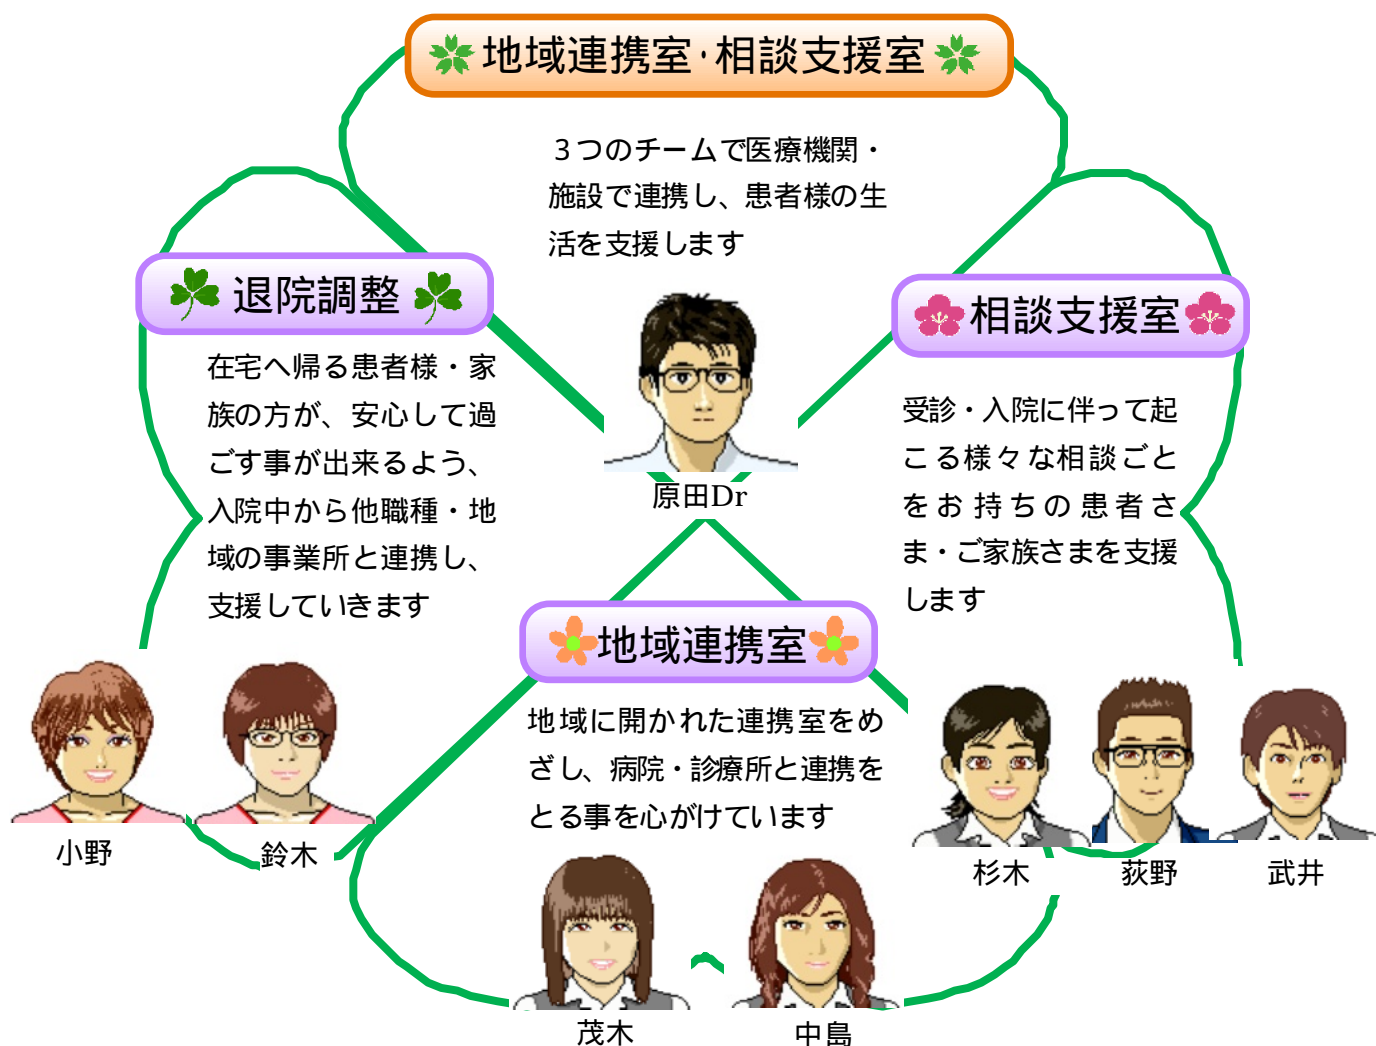 地域連携室・相談支援室
３つのチームで医療機関・
施設で連携し、患者様の生
活を支援します
退院調整
在宅へ帰る患者様・家
族の方が、安心して過
ごす事が出来るよう、
入院中から他職種・地
域の事業所と連携し、
支援していきます
相談支援室
受診・入院に伴って起
こる様々な相談ごと
をお持ちの患者さ
ま・ご家族さまを支援
します
原田Dr
地域連携室
地域に開かれた連携室をめ
ざし、病院・診療所と連携を
とる事を心がけています
小野
鈴木
杉木
荻野
武井
茂木
中島